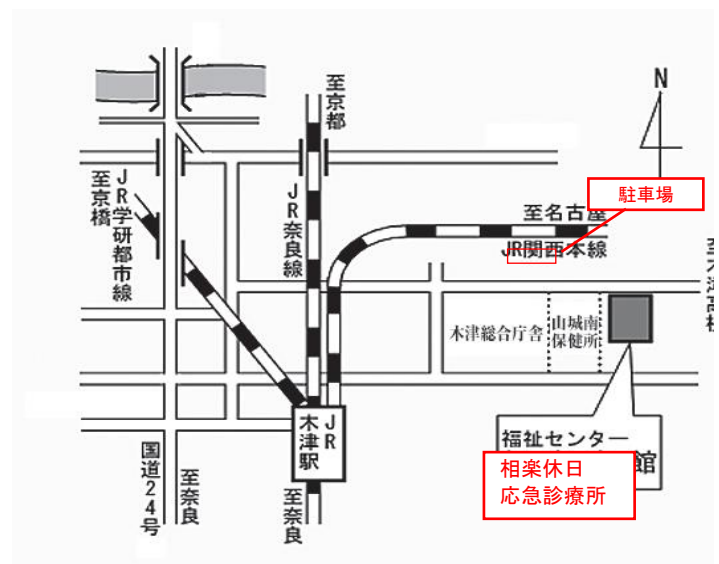 至京都
N
駐車場
JR学研都市線
至京橋
JR奈良線
至名古屋
JR関西本線
木津総合庁舎
山城南
保健所
JR
木津駅
福祉センター
館
相楽休日
応急診療所
国道24号
至奈良
至奈良